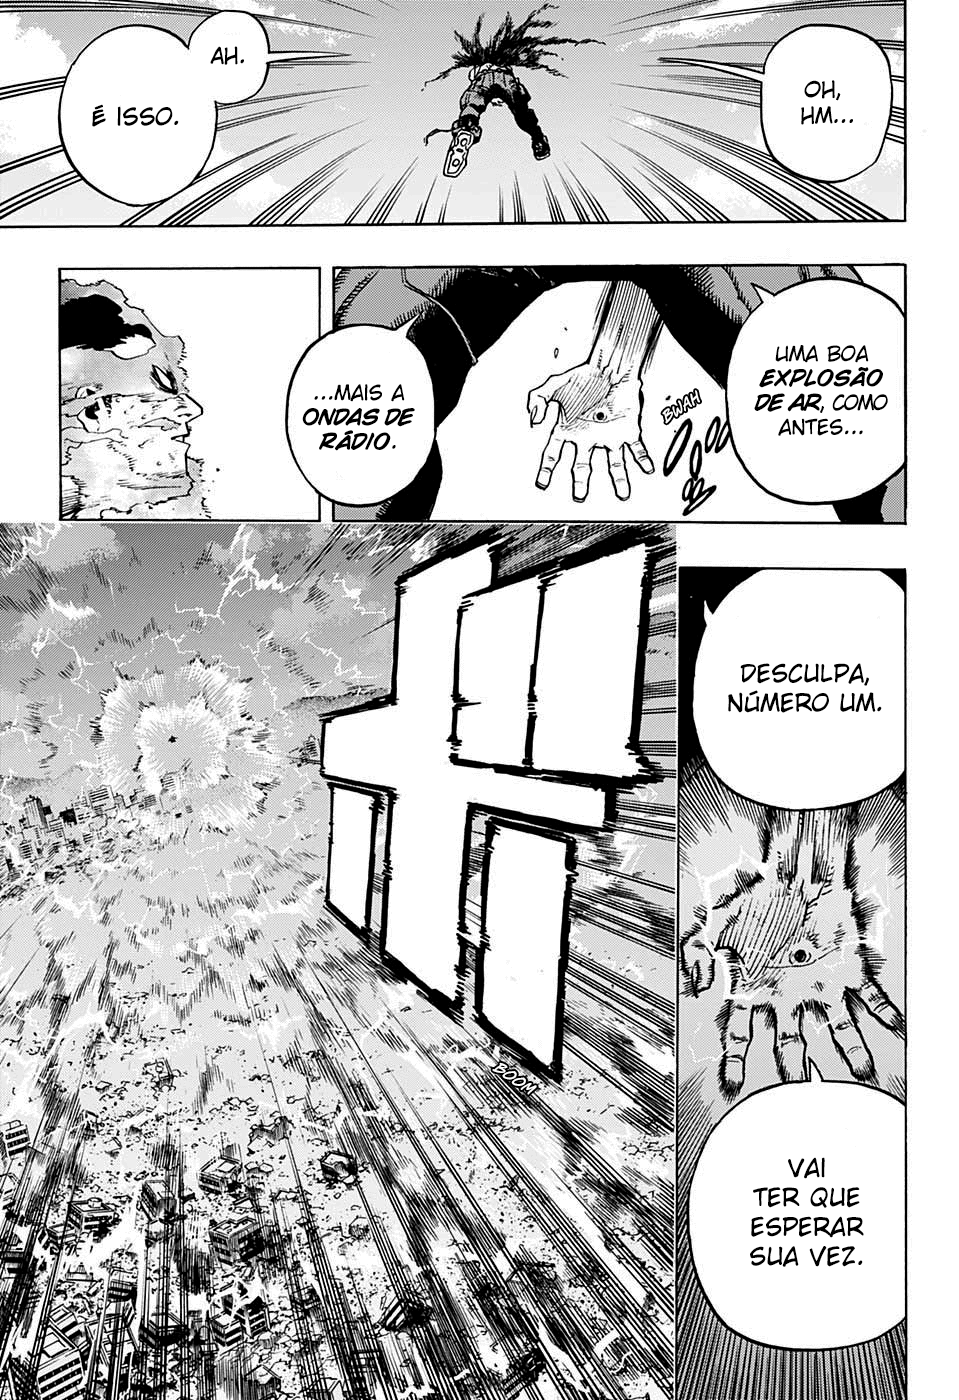 OH,
HM...
AH.
É ISSO.
UMA BOA
EXPLOSÃO
DE AR, COMO
ANTES...
BWAH
...MAIS A
ONDAS DE
RÁDIO.
DESCULPA,
NÚMERO UM.
VAI
TER QUE
ESPERAR
SUA VEZ.
BOOM